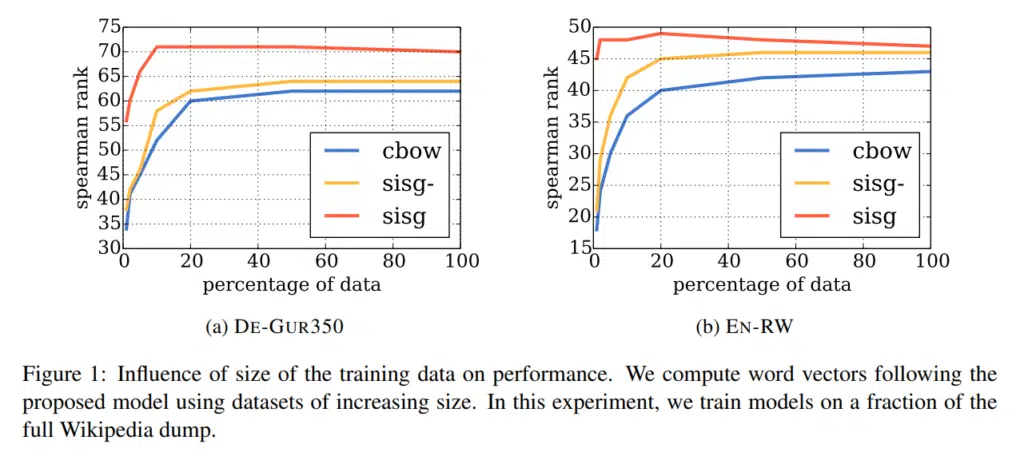 75
70
65
60
55
50
45
40
35
30
spearman rank
0 20 40 60 80 100
percentage of data
cbow
sisg-
sisg
(a) DE-GUR350
50
45
40
35
30
25
20
15
spearman rank
0 20 40 60 80 100
percentage of data
cbow
sisg-
sisg
(b) EN-RW
Figure 1: Influence of size of the training data on performance. We compute word vectors following the
proposed model using datasets of increasing size. In this experiment, we train models on a fraction of the
full Wikipedia dump.